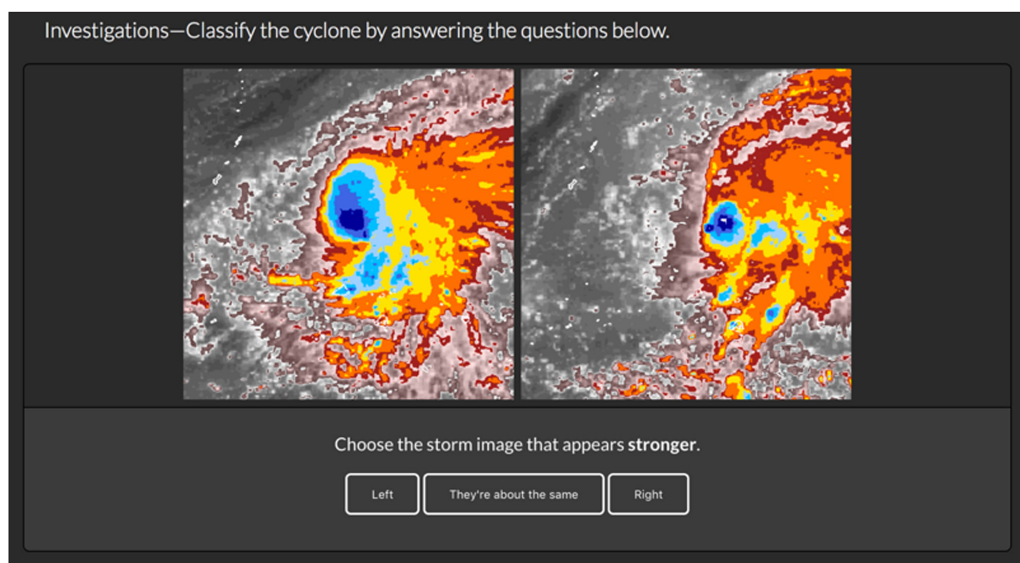 Investigations—Classify the cyclone by answering the questions below.
Choose the storm image that appears stronger.
Left
They're about the same
Right